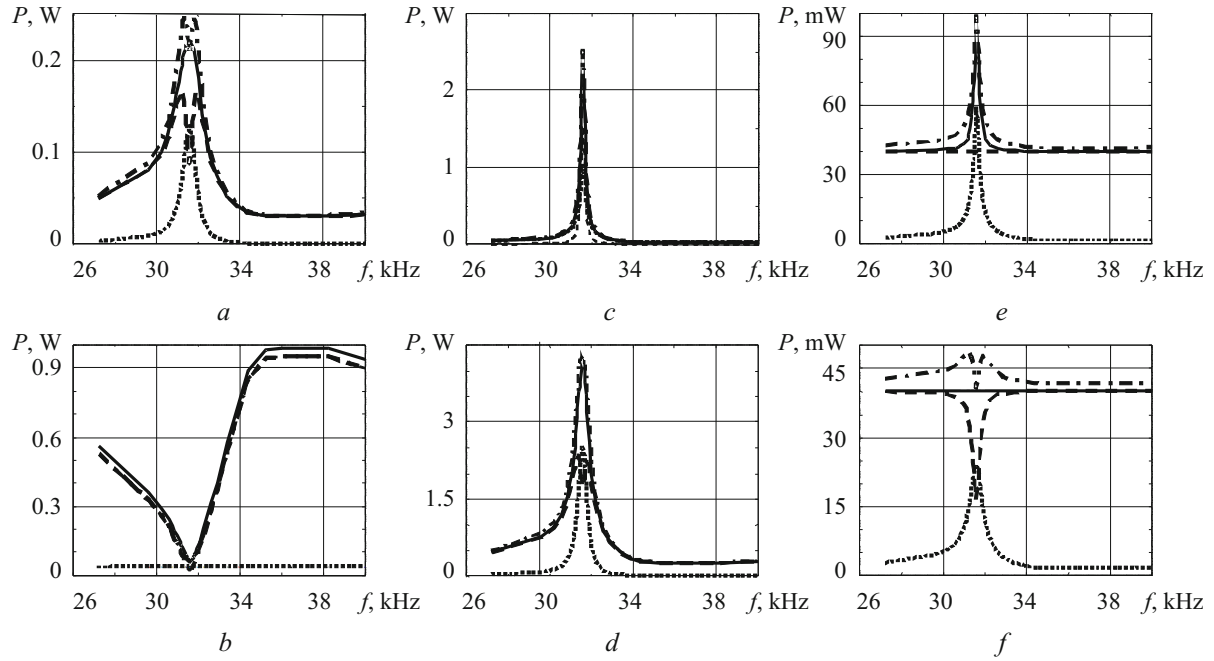 P, W
0.2
0.1
0
26 30 34 38 f, kHz
a
P, W
2
1
0
26 30 34 38 f, kHz
c
P, mW
90
60
30
0
26 30 34 38 f, kHz
e
P, W
0.9
0.6
0.3
0
26 30 34 38 f, kHz
b
P, W
3
1.5
0
26 30 34 38 f, kHz
d
P, mW
45
30
15
0
26 30 34 38 f, kHz
f